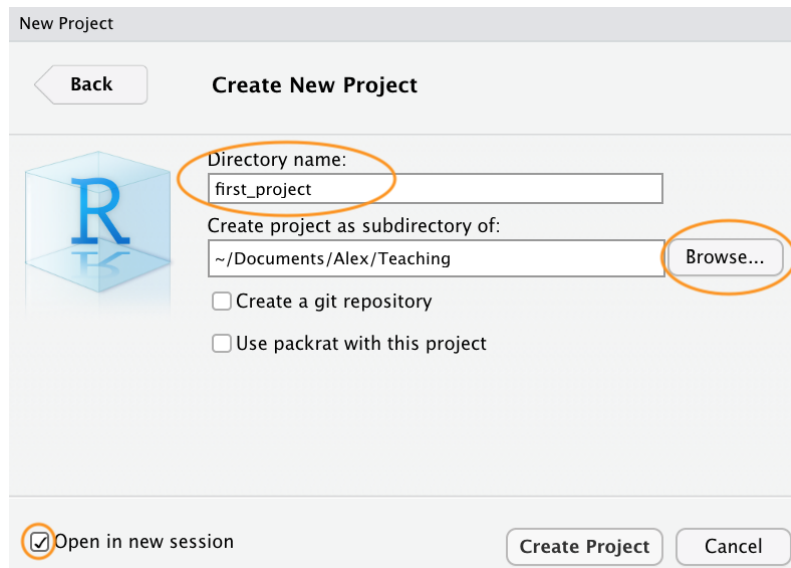 New Project
Back
Create New Project
R
Directory name:
first_project
Create project as subdirectory of:
~/Documents/Alex/Teaching
Browse...
Create a git repository
Use packrat with this project
Open in new session
Create Project
Cancel